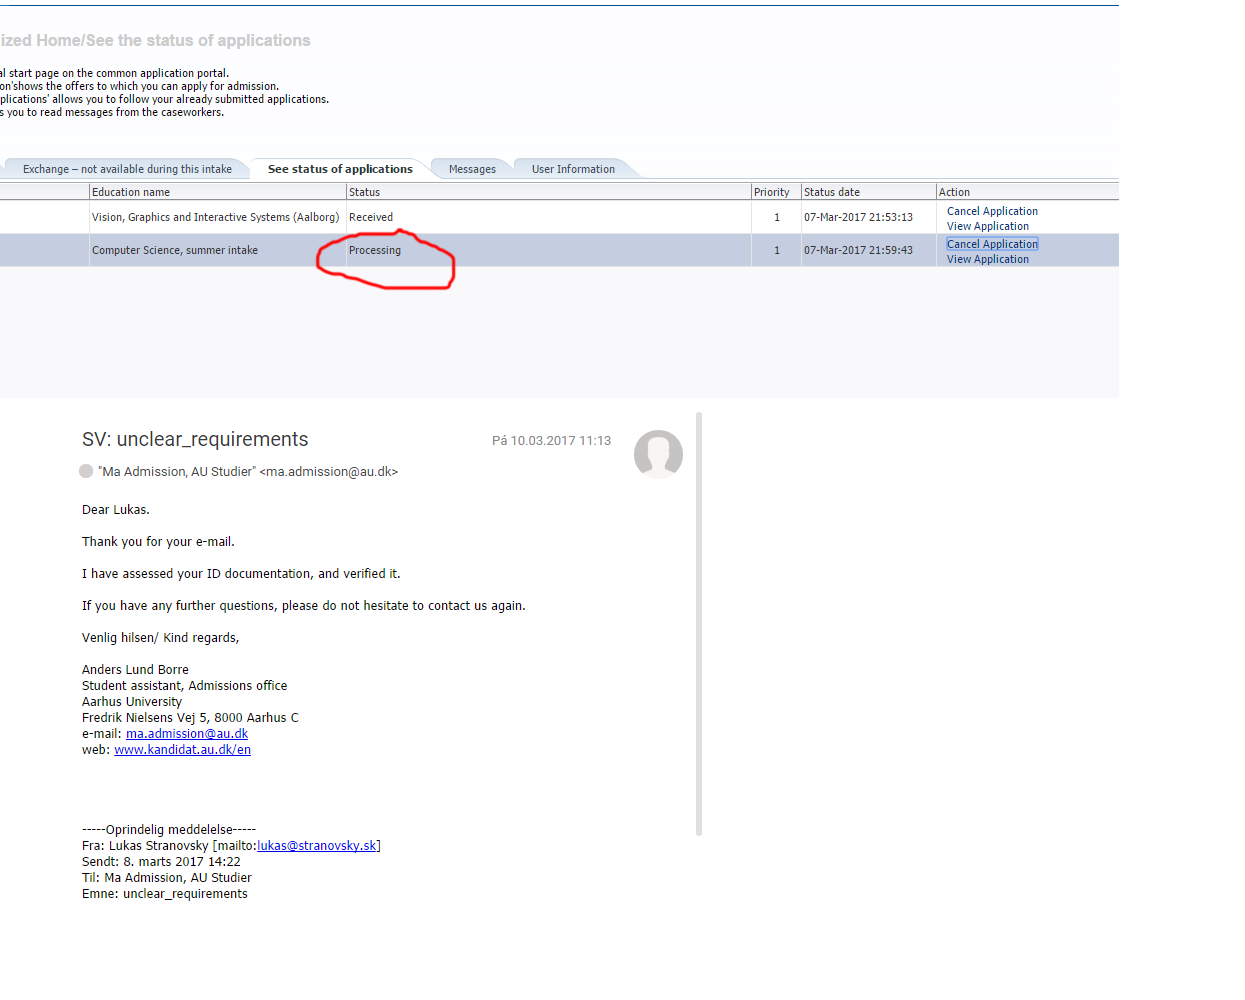 ized Home/See the status of applications
al start page on the common application portal.
on'shows the offers to which you can apply for admission.
plications' allows you to follow your already submitted applications.
s you to read messages from the caseworkers.
Exchange – not available during this intake See status of applications Messages User Information
Education name Status Priority Status date Action
Vision, Graphics and Interactive Systems (Aalborg) Received 1 07-Mar-2017 21:53:13 Cancel Application
View Application
Computer Science, summer intake Processing 1 07-Mar-2017 21:59:43 Cancel Application
View Application
SV: unclear_requirements Pá 10.03.2017 11:13
"Ma Admission, AU Studier" <ma.admission@au.dk>
Dear Lukas.
Thank you for your e-mail.
I have assessed your ID documentation, and verified it.
If you have any further questions, please do not hesitate to contact us again.
Venlig hilsen/ Kind regards,
Anders Lund Borre
Student assistant, Admissions office
Aarhus University
Fredrik Nielsens Vej 5, 8000 Aarhus C
e-mail: ma.admission@au.dk
web: www.kandidat.au.dk/en
-----Oprindelig meddelelse-----
Fra: Lukas Stranovsky [mailto:lukas@stranovsky.sk]
Sendt: 8. marts 2017 14:22
Til: Ma Admission, AU Studier
Emne: unclear_requirements